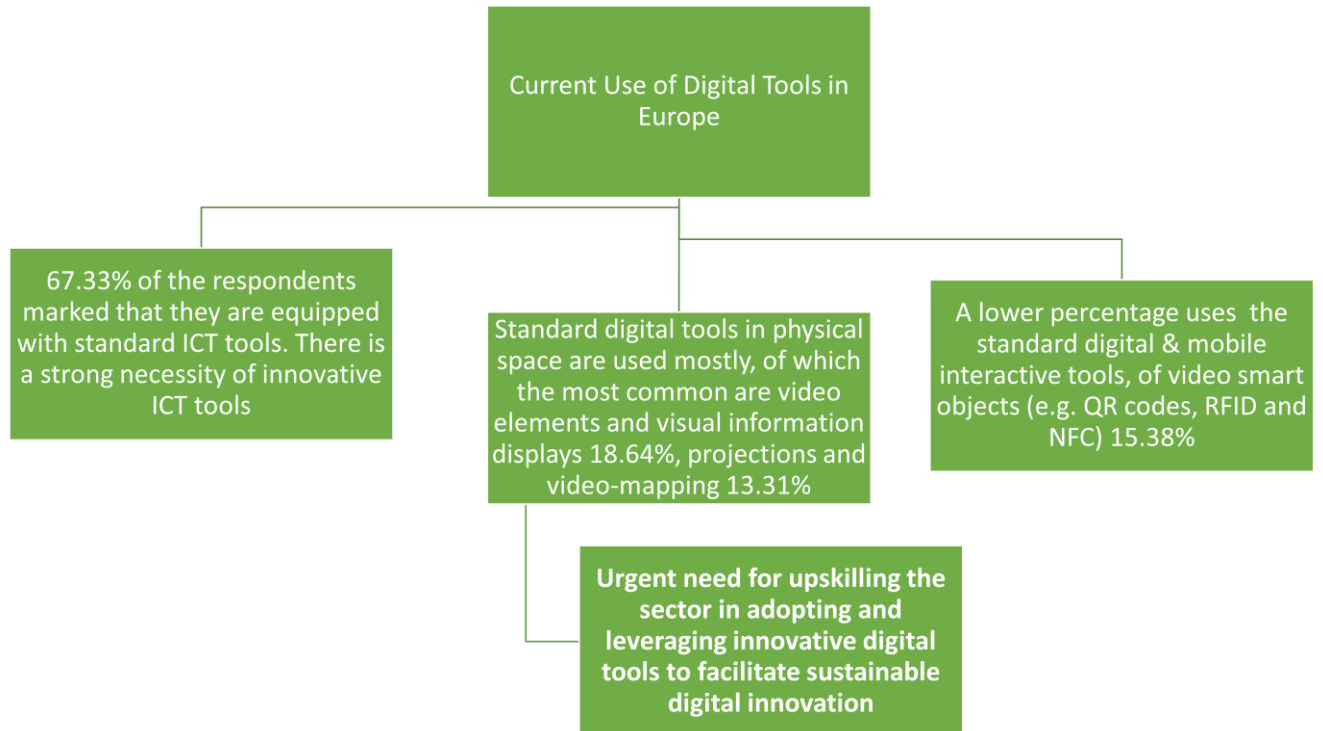 Current Use of Digital Tools in
Europe
67.33% of the respondents
marked that they are equipped
with standard ICT tools. There is
a strong necessity of innovative
ICT tools
Standard digital tools in physical
space are used mostly, of which
the most common are video
elements and visual information
displays 18.64%, projections and
video-mapping 13.31%
A lower percentage uses  the
standard digital & mobile
interactive tools, of video smart
objects (e.g. QR codes, RFID and
NFC) 15.38%
Urgent need for upskilling the
sector in adopting and
leveraging innovative digital
tools to facilitate sustainable
digital innovation